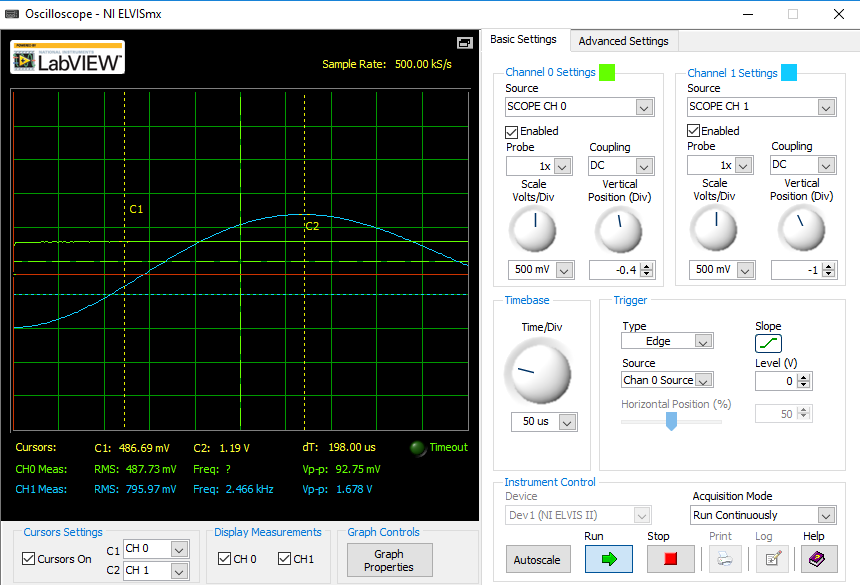 Oscilloscope - NI ELVISmx
POWERED BY
NATIONAL INSTRUMENTS
LabVIEW™
Sample Rate: 500.00 kS/s
C1
C2
Cursors: C1: 486.69 mV C2: 1.19 V dT: 198.00 us Timeout
CH0 Meas: RMS: 487.73 mV Freq: ? Vp-p: 92.75 mV
CH1 Meas: RMS: 795.97 mV Freq: 2.466 kHz Vp-p: 1.678 V
Cursors Settings
Cursors On
C1 CH 0
C2 CH 1
Display Measurements
CH 0 CH1
Graph Controls
Graph
Properties
Basic Settings Advanced Settings
Channel 0 Settings
Source
SCOPE CH 0
Enabled
Probe Coupling
1x DC
Scale Vertical
Volts/Div Position (Div)
500 mV -0.4
Channel 1 Settings
Source
SCOPE CH 1
Enabled
Probe Coupling
1x DC
Scale Vertical
Volts/Div Position (Div)
500 mV -1
Timebase
Time/Div
50 us
Trigger
Type Slope
Edge
Source Level (V)
Chan 0 Source 0
Horizontal Position (%)
50
Instrument Control
Device Acquisition Mode
Dev1 (NI ELVIS II) Run Continuously
Run Stop Print Log Help
Autoscale